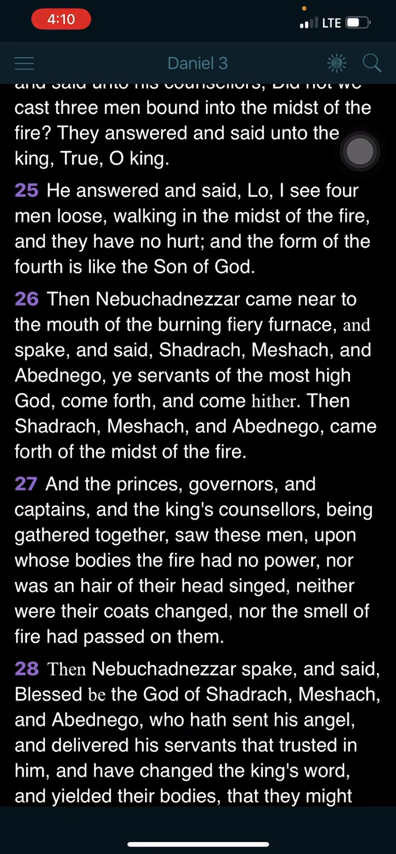 4:10
LTE
Daniel 3
and said unto his counsellors, Did not we
cast three men bound into the midst of the
fire? They answered and said unto the
king, True, O king.
25 He answered and said, Lo, I see four
men loose, walking in the midst of the fire,
and they have no hurt; and the form of the
fourth is like the Son of God.
26 Then Nebuchadnezzar came near to
the mouth of the burning fiery furnace, and
spake, and said, Shadrach, Meshach, and
Abednego, ye servants of the most high
God, come forth, and come hither. Then
Shadrach, Meshach, and Abednego, came
forth of the midst of the fire.
27 And the princes, governors, and
captains, and the king's counsellors, being
gathered together, saw these men, upon
whose bodies the fire had no power, nor
was an hair of their head singed, neither
were their coats changed, nor the smell of
fire had passed on them.
28 Then Nebuchadnezzar spake, and said,
Blessed be the God of Shadrach, Meshach,
and Abednego, who hath sent his angel,
and delivered his servants that trusted in
him, and have changed the king's word,
and yielded their bodies, that they might